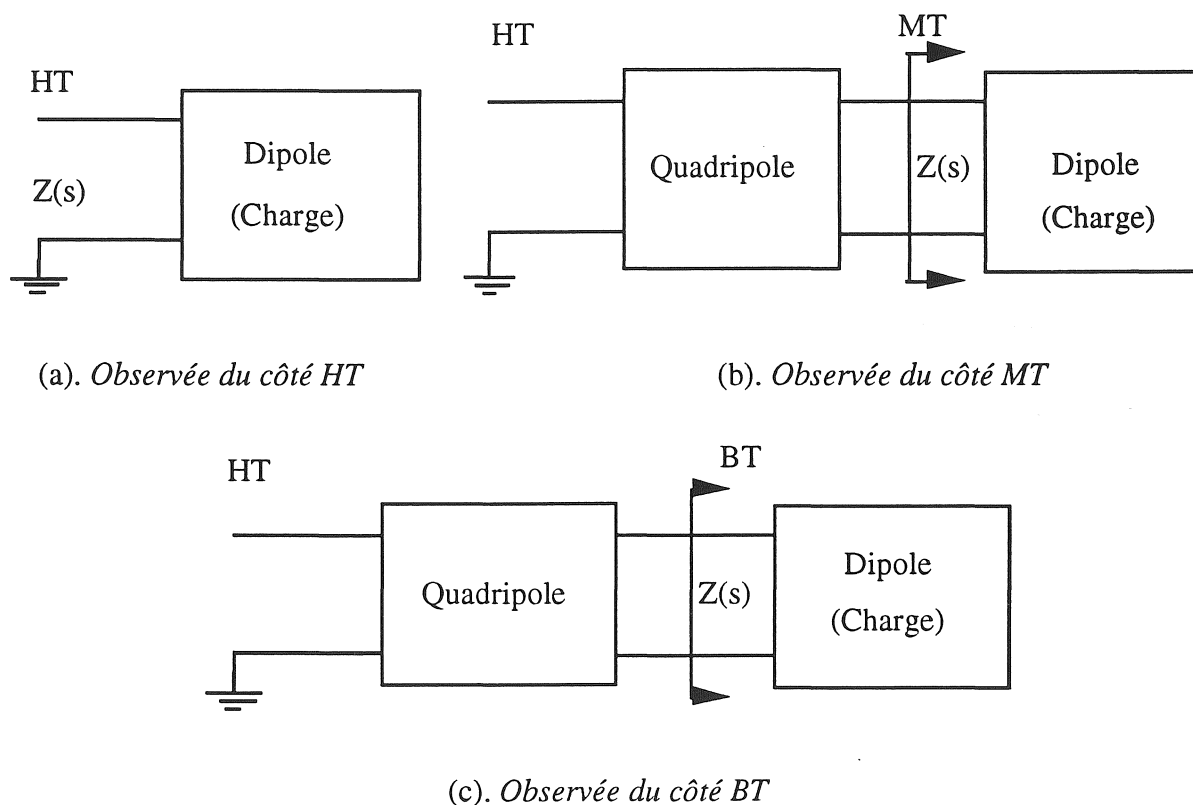 HT
Z(s)
Dipole
(Charge)
(a). Observée du côté HT
HT
MT
Quadripole
Z(s)
Dipole
(Charge)
(b). Observée du côté MT
HT
BT
Quadripole
Z(s)
Dipole
(Charge)
(c). Observée du côté BT